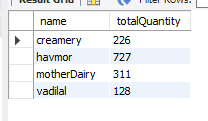 Result Grid Filter Rows:
name totalQuantity
creamery 226
havmor 727
motherDairy 311
vadilal 128